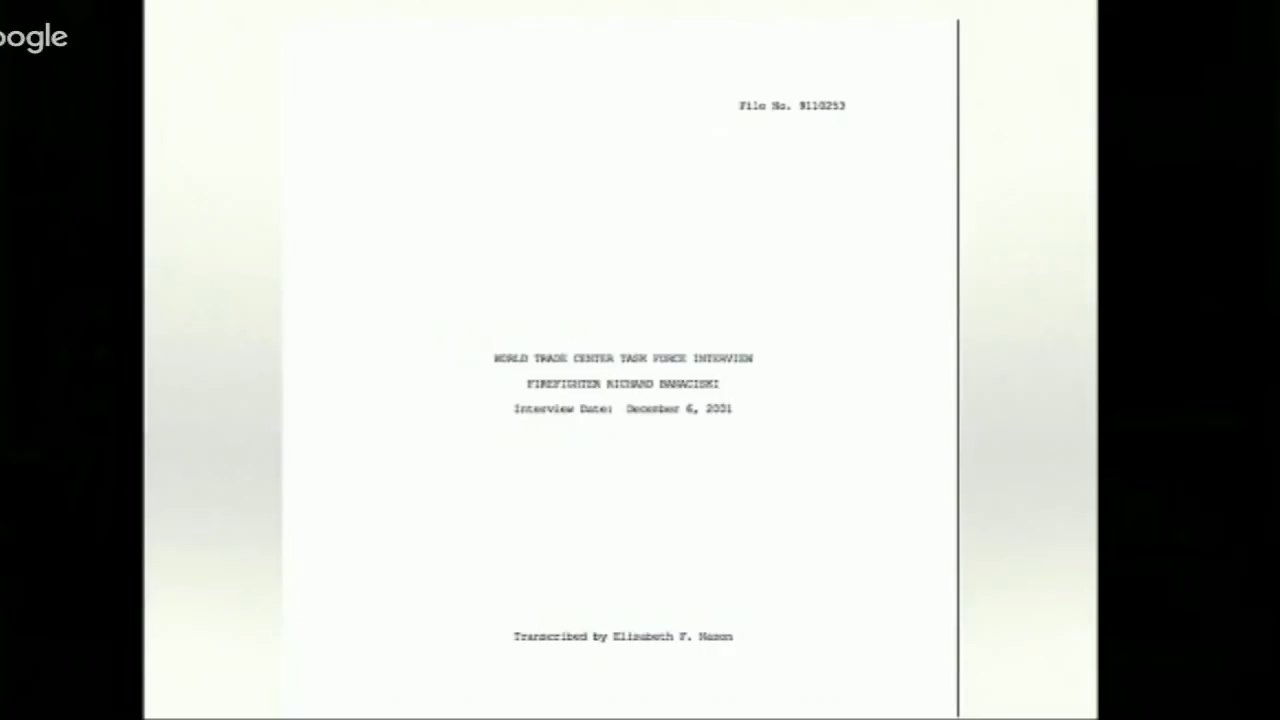 oogle
File No. 9110253
WORLD TRADE CENTER TASK FORCE INTERVIEW
FIREFIGHTER RICHARD BANACISKI
Interview Date: December 6, 2001
Transcribed by Elisabeth F. Nason